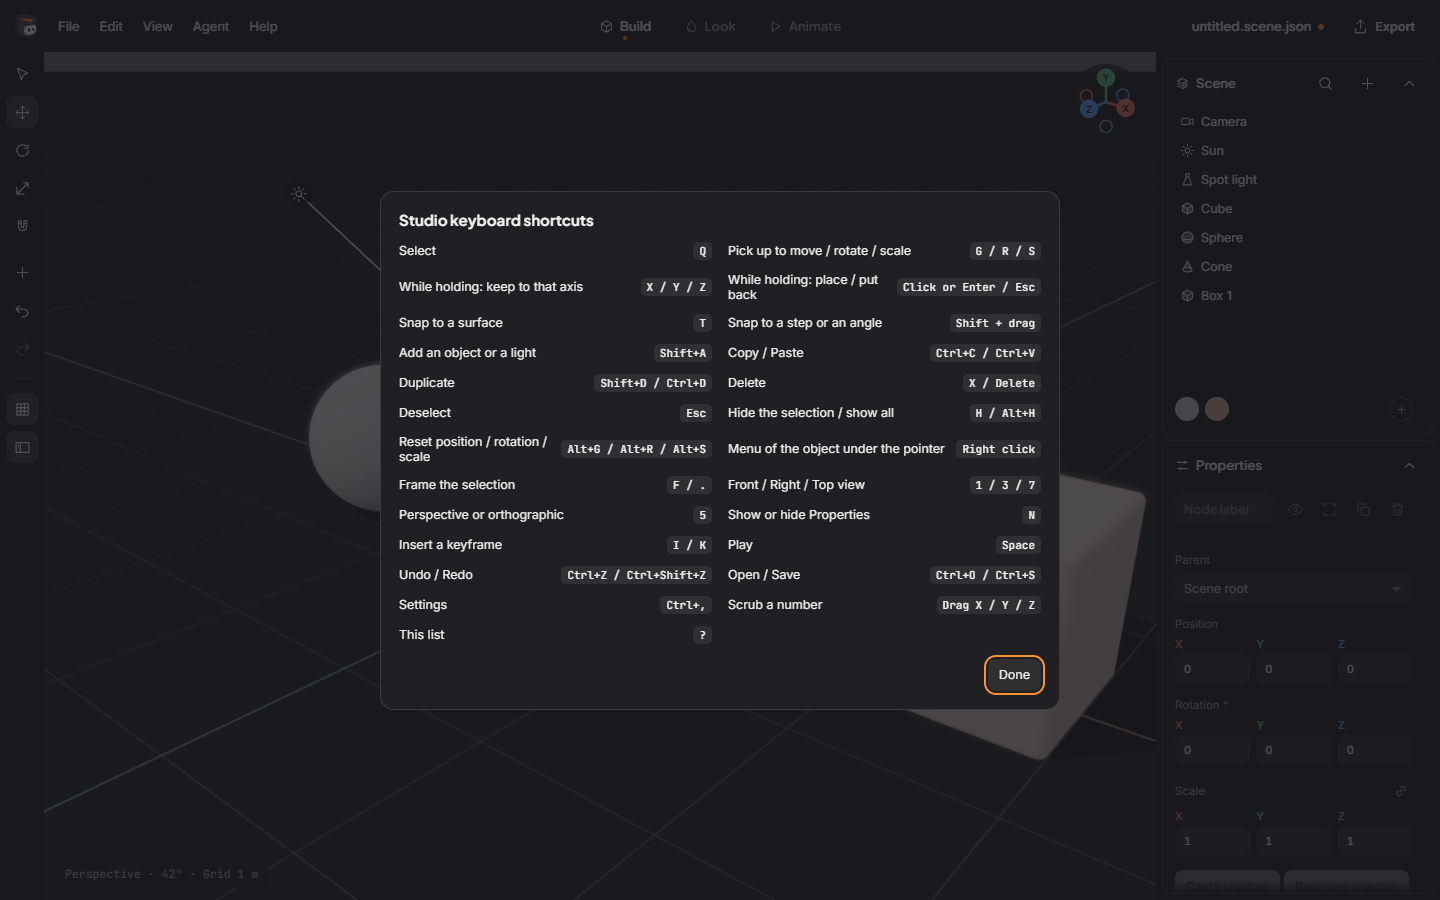 File Edit View Agent Help
Build Look Animate
untitled.scene.json
Export
Y
Z
X
Scene
Camera
Sun
Spot light
Cube
Sphere
Cone
Box 1
Studio keyboard shortcuts
Select Q
Pick up to move / rotate / scale G / R / S
While holding: keep to that axis X / Y / Z
While holding: place / put
back
Click or Enter / Esc
Snap to a surface T
Snap to a step or an angle Shift + drag
Add an object or a light Shift+A
Copy / Paste Ctrl+C / Ctrl+V
Duplicate Shift+D / Ctrl+D
Delete X / Delete
Deselect Esc
Hide the selection / show all H / Alt+H
Reset position / rotation /
scale
Alt+G / Alt+R / Alt+S
Menu of the object under the pointer Right click
Frame the selection F / .
Front / Right / Top view 1 / 3 / 7
Perspective or orthographic 5
Show or hide Properties N
Insert a keyframe I / K
Play Space
Undo / Redo Ctrl+Z / Ctrl+Shift+Z
Open / Save Ctrl+O / Ctrl+S
Settings Ctrl+,
Scrub a number Drag X / Y / Z
This list ?
Done
Properties
Node label
Parent
Scene root
Position
X Y Z
0 0 0
Rotation *
X Y Z
0 0 0
Scale
X Y Z
1 1 1
Casts shadow Receives shadow
Perspective · 42° · Grid 1 m